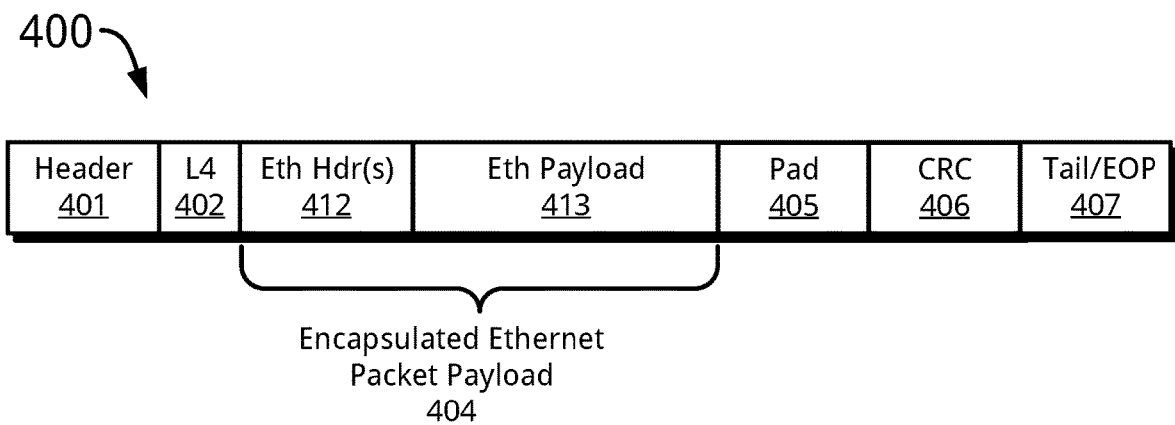 400
Header L4 Eth Hdr(s) Eth Payload Pad CRC Tail/EOP
401 402 412 413 405 406 407
Encapsulated Ethernet
Packet Payload
404